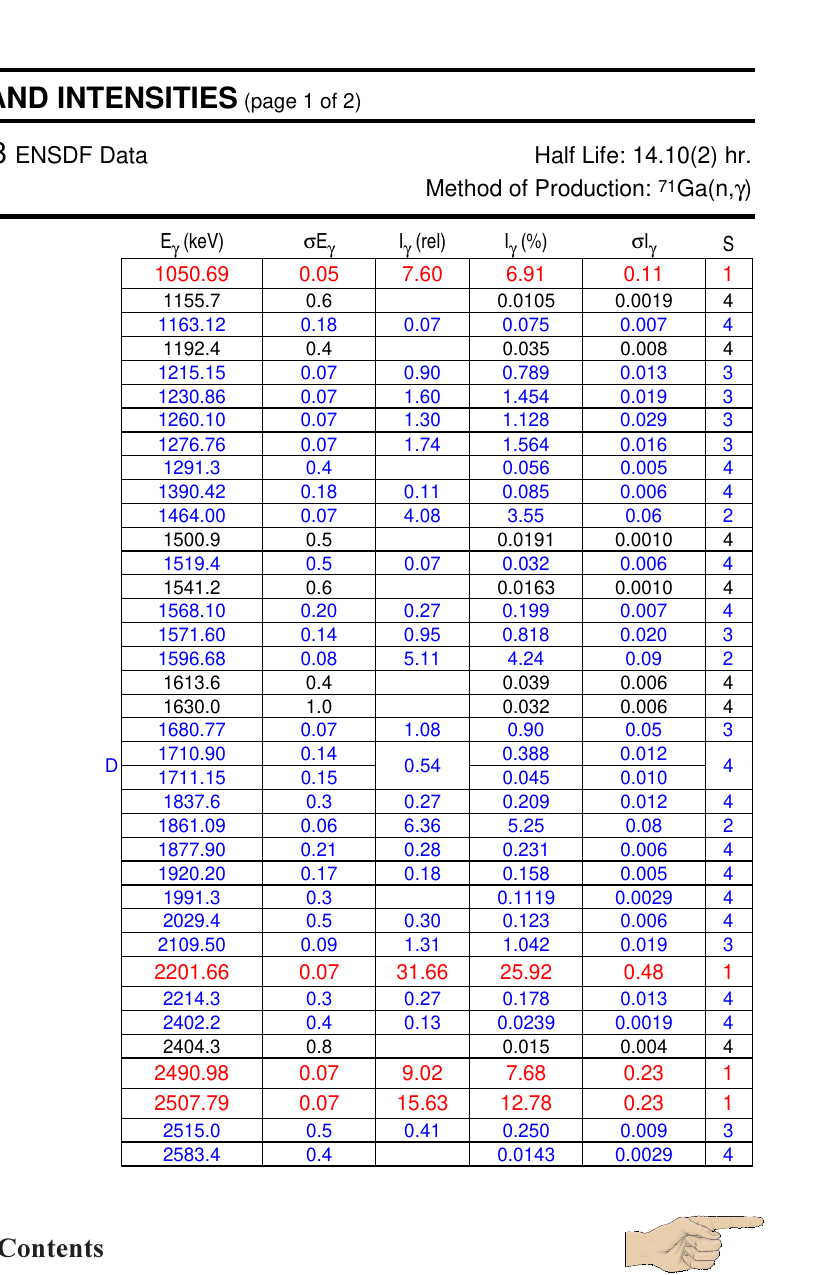 AND INTENSITIES (page 1 of 2)
3 ENSDF Data Half Life: 14.10(2) hr.
Method of Production: ⁷¹Ga(n,γ)
Eγ (keV) σEγ Iγ (rel) Iγ (%) σIγ S
1050.69 0.05 7.60 6.91 0.11 1
1155.7 0.6 0.0105 0.0019 4
1163.12 0.18 0.07 0.075 0.007 4
1192.4 0.4 0.035 0.008 4
1215.15 0.07 0.90 0.789 0.013 3
1230.86 0.07 1.60 1.454 0.019 3
1260.10 0.07 1.30 1.128 0.029 3
1276.76 0.07 1.74 1.564 0.016 3
1291.3 0.4 0.056 0.005 4
1390.42 0.18 0.11 0.085 0.006 4
1464.00 0.07 4.08 3.55 0.06 2
1500.9 0.5 0.0191 0.0010 4
1519.4 0.5 0.07 0.032 0.006 4
1541.2 0.6 0.0163 0.0010 4
1568.10 0.20 0.27 0.199 0.007 4
1571.60 0.14 0.95 0.818 0.020 3
1596.68 0.08 5.11 4.24 0.09 2
1613.6 0.4 0.039 0.006 4
1630.0 1.0 0.032 0.006 4
1680.77 0.07 1.08 0.90 0.05 3
1710.90 0.14 0.388 0.012
D 0.54 4
1711.15 0.15 0.045 0.010
1837.6 0.3 0.27 0.209 0.012 4
1861.09 0.06 6.36 5.25 0.08 2
1877.90 0.21 0.28 0.231 0.006 4
1920.20 0.17 0.18 0.158 0.005 4
1991.3 0.3 0.1119 0.0029 4
2029.4 0.5 0.30 0.123 0.006 4
2109.50 0.09 1.31 1.042 0.019 3
2201.66 0.07 31.66 25.92 0.48 1
2214.3 0.3 0.27 0.178 0.013 4
2402.2 0.4 0.13 0.0239 0.0019 4
2404.3 0.8 0.015 0.004 4
2490.98 0.07 9.02 7.68 0.23 1
2507.79 0.07 15.63 12.78 0.23 1
2515.0 0.5 0.41 0.250 0.009 3
2583.4 0.4 0.0143 0.0029 4
Contents